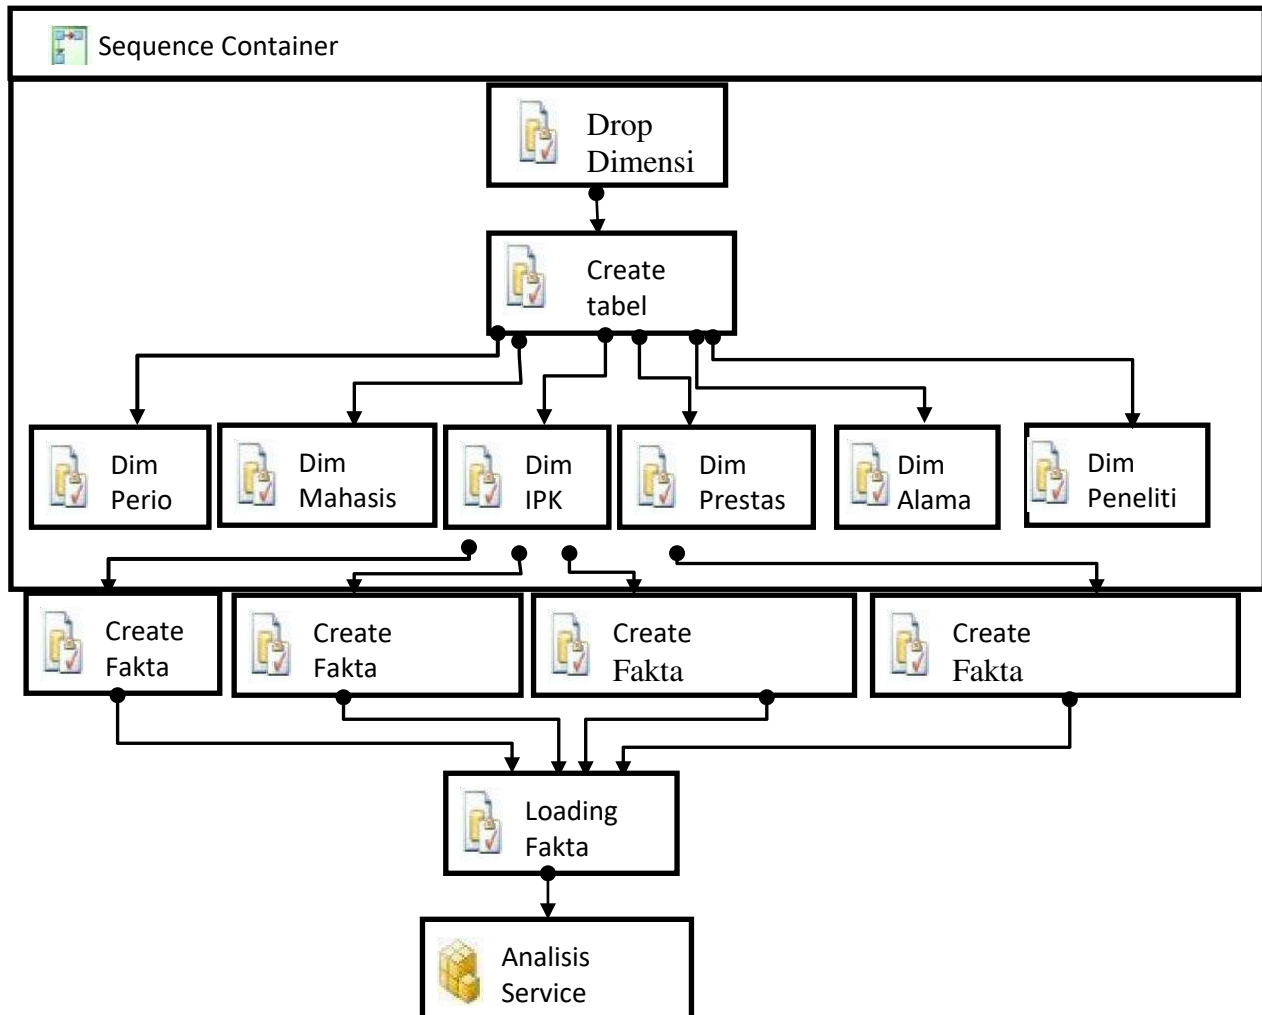 Sequence Container
Drop
Dimensi
Create
tabel
Dim
Perio
Dim
Mahasis
Dim
IPK
Dim
Prestas
Dim
Alama
Dim
Peneliti
Create
Fakta
Create
Fakta
Create
Fakta
Create
Fakta
Loading
Fakta
Analisis
Service